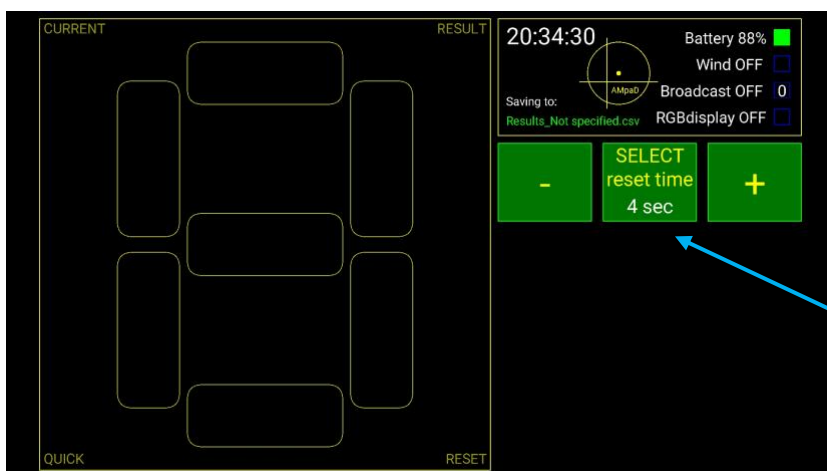 CURRENT
RESULT
QUICK
RESET
20:34:30
Battery 88%
Wind OFF
AMpaD
Broadcast OFF 0
Saving to:
Results_Not specified.csv
RGBdisplay OFF
-
SELECT
reset time
4 sec
+